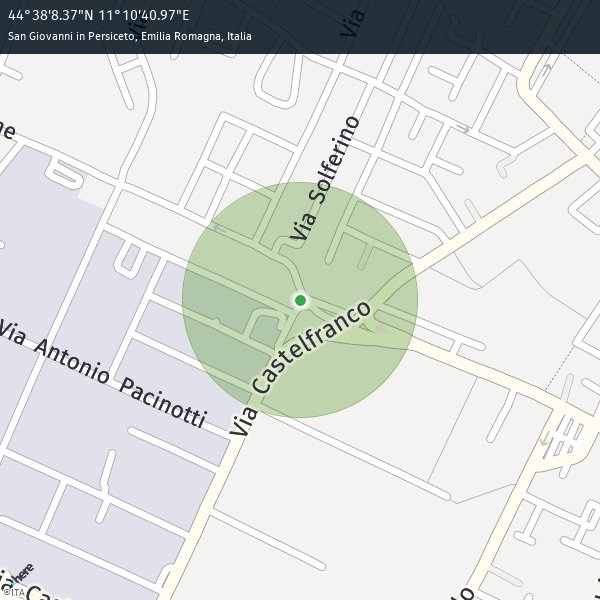 44°38'8.37"N 11°10'40.97"E
San Giovanni in Persiceto, Emilia Romagna, Italia
Via
Via
ne
Via Solferino
Via Castelfranco
Via Antonio Pacinotti
here
©ITA